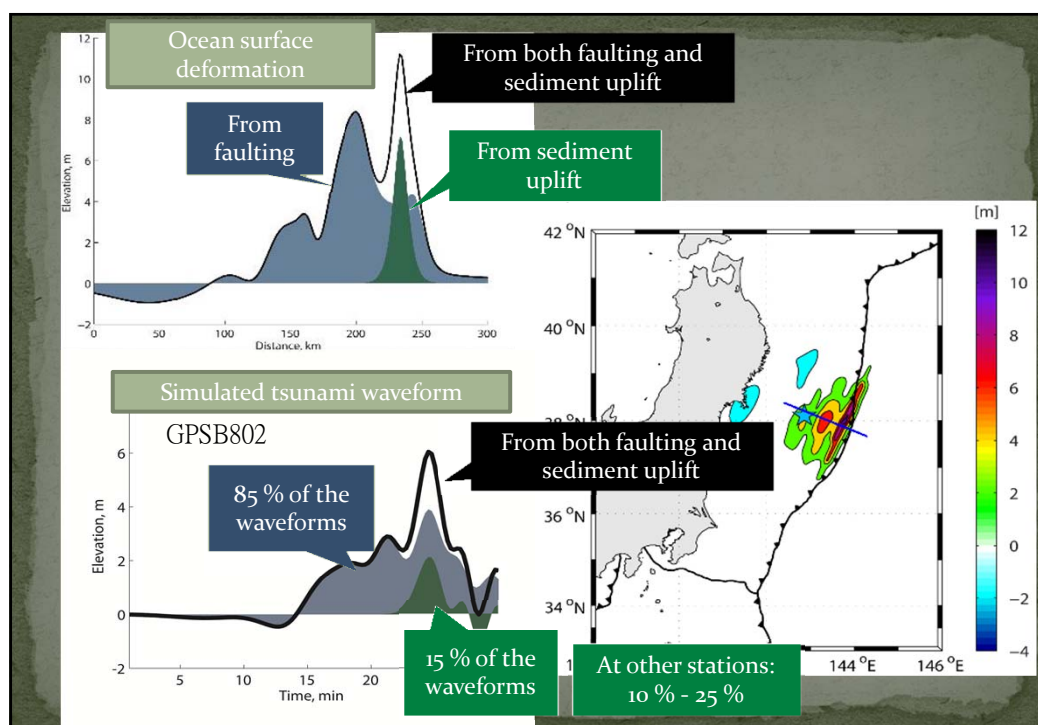 Ocean surface
deformation
From both faulting and
sediment uplift
From
faulting
From sediment
uplift
Elevation, m
12
10
8
6
4
2
0
−2
0
50
100
150
200
250
300
Distance, km
Simulated tsunami waveform
GPSB802
From both faulting and
sediment uplift
85 % of the
waveforms
15 % of the
waveforms
Elevation, m
6
4
2
0
-2
5
10
15
20
Time, min
[m]
42 °N
40 °N
38 °N
36 °N
34 °N
144 °E
146 °E
12
10
8
6
4
2
0
−2
−4
At other stations:
10 % - 25 %